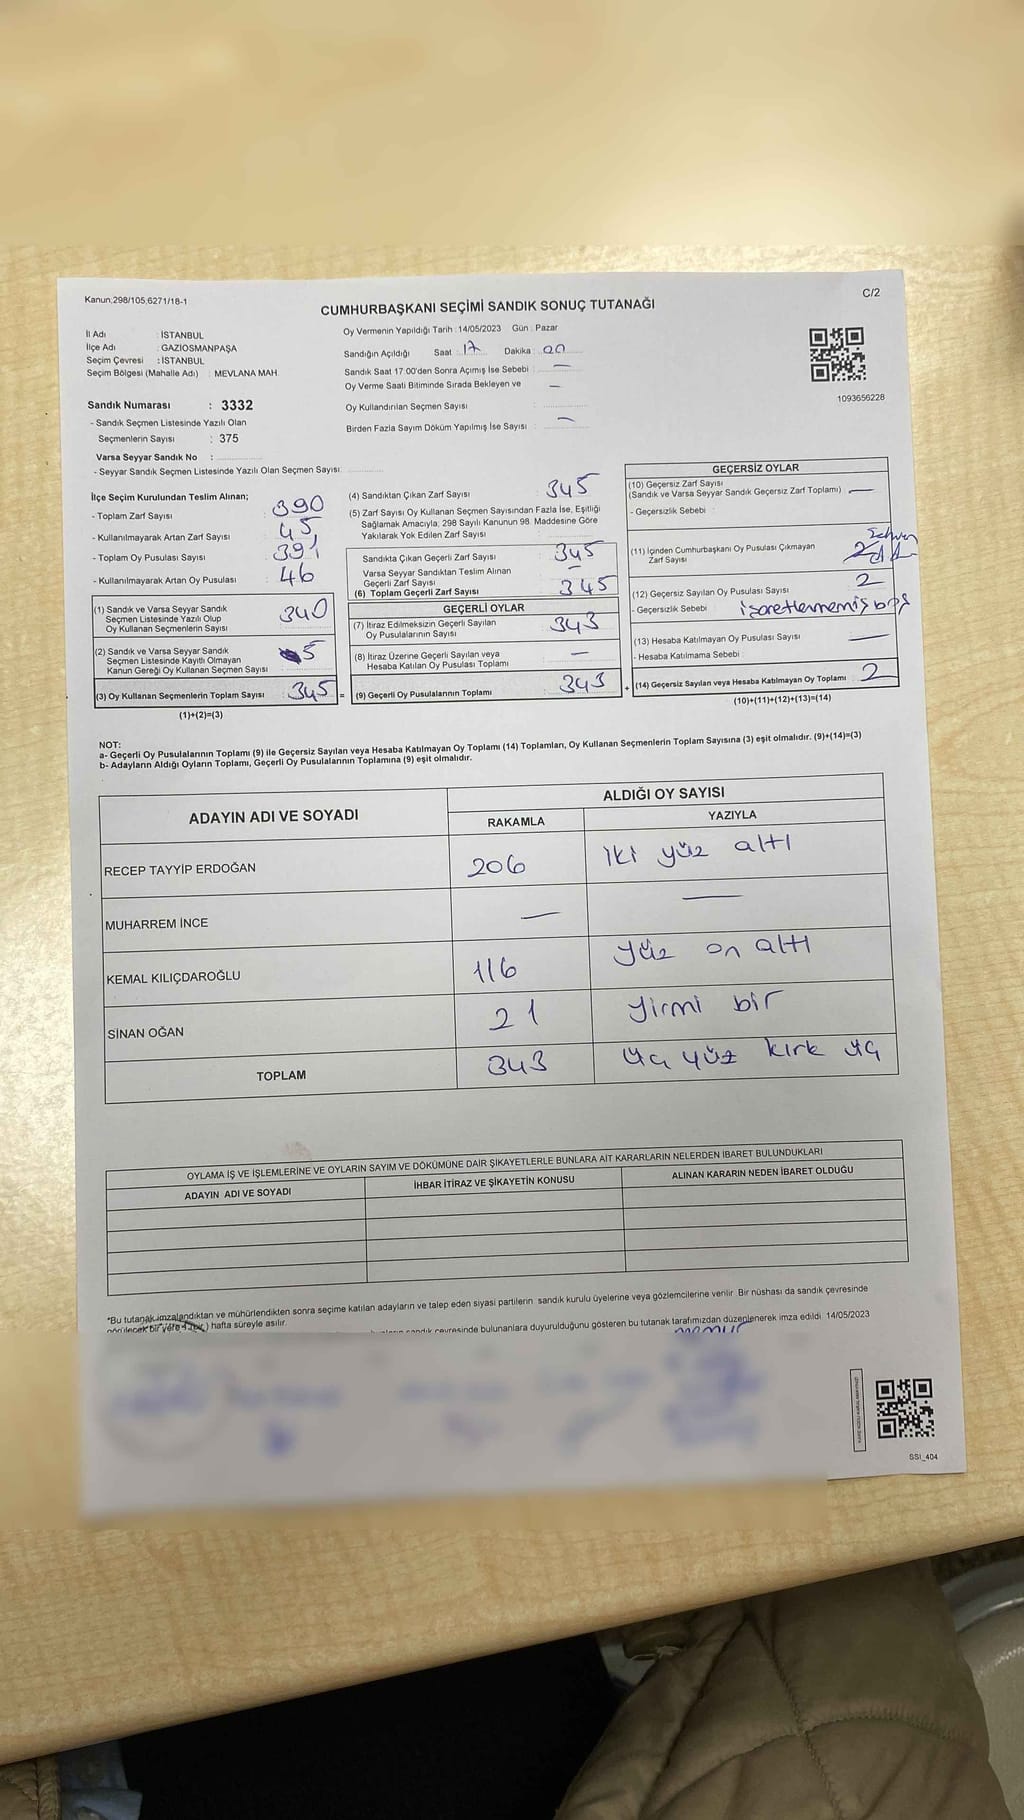 Kanun;298/105;6271/18-1
C/2
CUMHURBAŞKANI SEÇİMİ SANDIK SONUÇ TUTANAĞI
İl Adı : İSTANBUL
İlçe Adı : GAZİOSMANPAŞA
Seçim Çevresi : İSTANBUL
Seçim Bölgesi (Mahalle Adı) : MEVLANA MAH.
Sandık Numarası : 3332
- Sandık Seçmen Listesinde Yazılı Olan
Seçmenlerin Sayısı : 375
Varsa Seyyar Sandık No :
- Seyyar Sandık Seçmen Listesinde Yazılı Olan Seçmen Sayısı:
Oy Vermenin Yapıldığı Tarih : 14/05/2023 Gün : Pazar
Sandığın Açıldığı Saat : 17 Dakika : 00
Sandık Saat 17:00'den Sonra Açımış İse Sebebi : —
Oy Verme Saati Bitiminde Sırada Bekleyen ve —
Oy Kullandırılan Seçmen Sayısı :
Birden Fazla Sayım Döküm Yapılmış İse Sayısı : —
1093656228
İlçe Seçim Kurulundan Teslim Alınan;
- Toplam Zarf Sayısı : 390
- Kullanılmayarak Artan Zarf Sayısı : 45
- Toplam Oy Pusulası Sayısı : 391
- Kullanılmayarak Artan Oy Pusulası : 46
(1) Sandık ve Varsa Seyyar Sandık
Seçmen Listesinde Yazılı Olup
Oy Kullanan Seçmenlerin Sayısı : 340
(2) Sandık ve Varsa Seyyar Sandık
Seçmen Listesinde Kayıtlı Olmayan
Kanun Gereği Oy Kullanan Seçmen Sayısı : 5
(3) Oy Kullanan Seçmenlerin Toplam Sayısı : 345 =
(1)+(2)=(3)
(4) Sandıktan Çıkan Zarf Sayısı : 345
(5) Zarf Sayısı Oy Kullanan Seçmen Sayısından Fazla İse, Eşitliği
Sağlamak Amacıyla, 298 Sayılı Kanunun 98. Maddesine Göre
Yakılarak Yok Edilen Zarf Sayısı :
Sandıkta Çıkan Geçerli Zarf Sayısı : 345
Varsa Seyyar Sandıktan Teslim Alınan
Geçerli Zarf Sayısı : —
(6) Toplam Geçerli Zarf Sayısı : 345
GEÇERLİ OYLAR
(7) İtiraz Edilmeksizin Geçerli Sayılan
Oy Pusulalarının Sayısı : 343
(8) İtiraz Üzerine Geçerli Sayılan veya
Hesaba Katılan Oy Pusulası Toplamı : —
(9) Geçerli Oy Pusulalarının Toplamı : 343 +
GEÇERSİZ OYLAR
(10) Geçersiz Zarf Sayısı
(Sandık ve Varsa Seyyar Sandık Geçersiz Zarf Toplamı) : —
- Geçersizlik Sebebi :
(11) İçinden Cumhurbaşkanı Oy Pusulası Çıkmayan
Zarf Sayısı : 2
(12) Geçersiz Sayılan Oy Pusulası Sayısı : 2
- Geçersizlik Sebebi : işaretlenmemiş boş
(13) Hesaba Katılmayan Oy Pusulası Sayısı : —
- Hesaba Katılmama Sebebi :
(14) Geçersiz Sayılan veya Hesaba Katılmayan Oy Toplamı : 2
(10)+(11)+(12)+(13)=(14)
NOT:
a- Geçerli Oy Pusulalarının Toplamı (9) ile Geçersiz Sayılan veya Hesaba Katılmayan Oy Toplamı (14) Toplamları, Oy Kullanan Seçmenlerin Toplam Sayısına (3) eşit olmalıdır. (9)+(14)=(3)
b- Adayların Aldığı Oyların Toplamı, Geçerli Oy Pusulalarının Toplamına (9) eşit olmalıdır.
ADAYIN ADI VE SOYADI
ALDIĞI OY SAYISI
RAKAMLA YAZIYLA
RECEP TAYYİP ERDOĞAN 206 iki yüz altı
MUHARREM İNCE — —
KEMAL KILIÇDAROĞLU 116 yüz on altı
SİNAN OĞAN 21 yirmi bir
TOPLAM 343 üç yüz kırk üç
OYLAMA İŞ VE İŞLEMLERİNE VE OYLARIN SAYIM VE DÖKÜMÜNE DAİR ŞİKAYETLERLE BUNLARA AİT KARARLARIN NELERDEN İBARET BULUNDUKLARI
ADAYIN ADI VE SOYADI İHBAR İTİRAZ VE ŞİKAYETİN KONUSU ALINAN KARARIN NEDEN İBARET OLDUĞU
*Bu tutanak imzalandıktan ve mühürlendikten sonra seçime katılan adayların ve talep eden siyasi partilerin sandık kurulu üyelerine veya gözlemcilerine verilir. Bir nüshası da sandık çevresinde
görülecek bir yere 1 (bir) hafta süreyle asılır.
sandık çevresinde bulunanlara duyurulduğunu gösteren bu tutanak tarafımızdan düzenlenerek imza edildi. 14/05/2023
memur
SSI_404